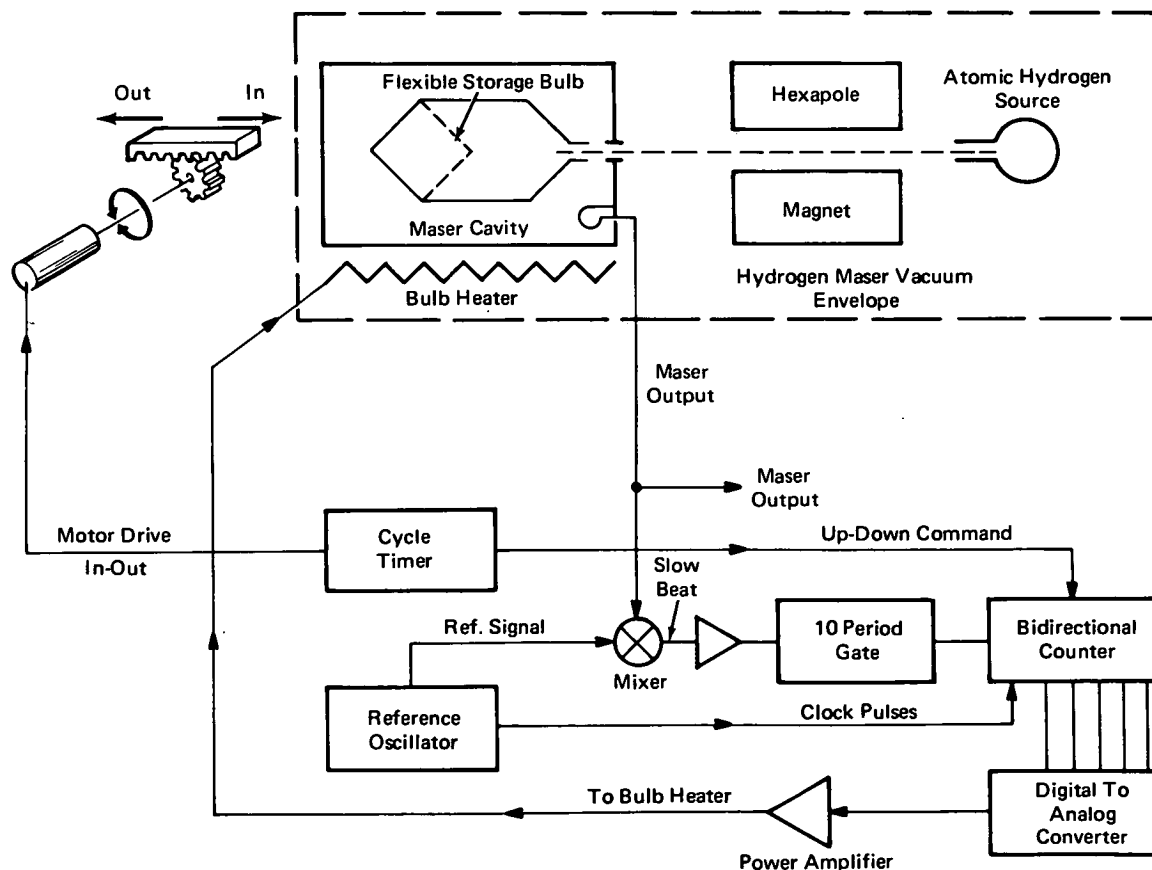 Out
In
Flexible Storage Bulb
Maser Cavity
Bulb Heater
Hexapole
Magnet
Atomic Hydrogen
Source
Hydrogen Maser Vacuum
Envelope
Maser
Output
Maser
Output
Motor Drive
In-Out
Cycle
Timer
Up-Down Command
Slow
Beat
Ref. Signal
Mixer
10 Period
Gate
Bidirectional
Counter
Reference
Oscillator
Clock Pulses
To Bulb Heater
Power Amplifier
Digital To
Analog
Converter